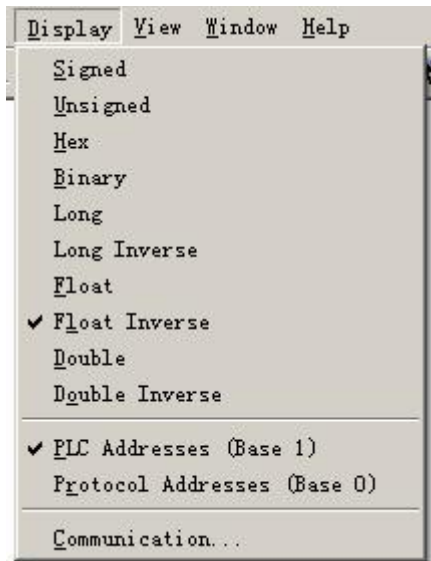 Display View Window Help
Signed
Unsigned
Hex
Binary
Long
Long Inverse
Float
Float Inverse
Double
Double Inverse
PLC Addresses (Base 1)
Protocol Addresses (Base 0)
Communication...